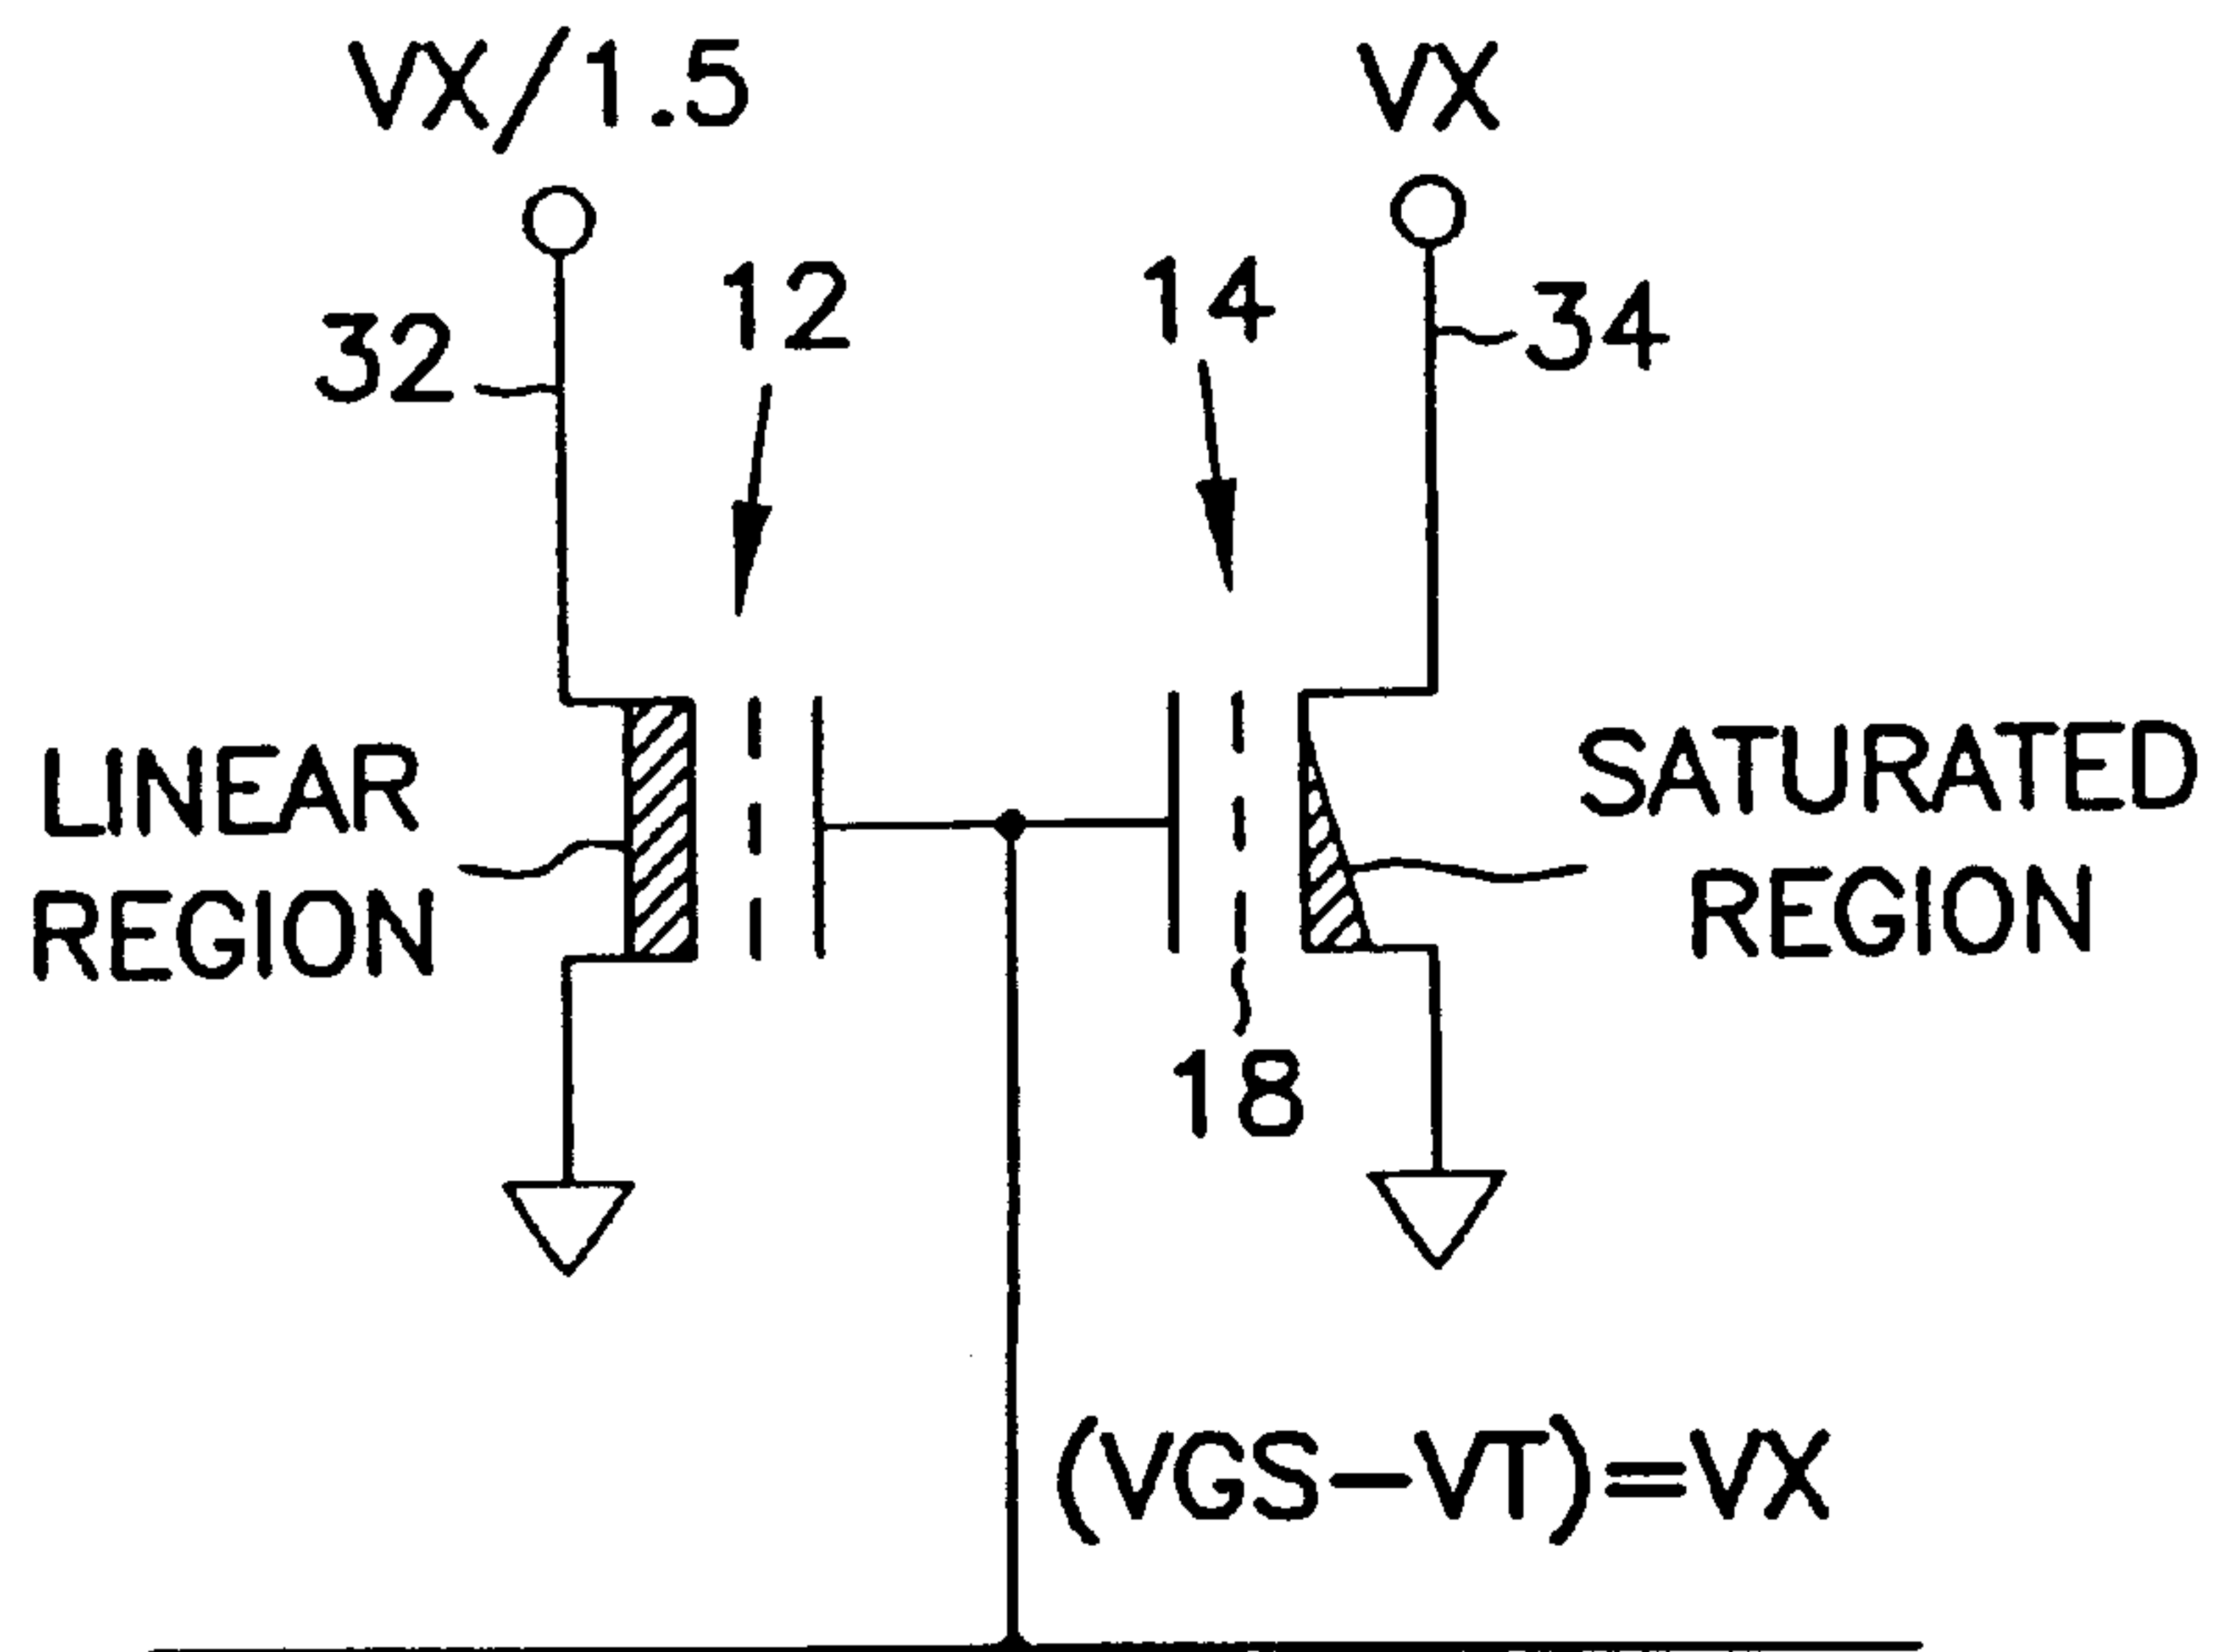 VX/1.5
VX
12
14
32
34
LINEAR
REGION
SATURATED
REGION
18
(VGS-VT)=VX